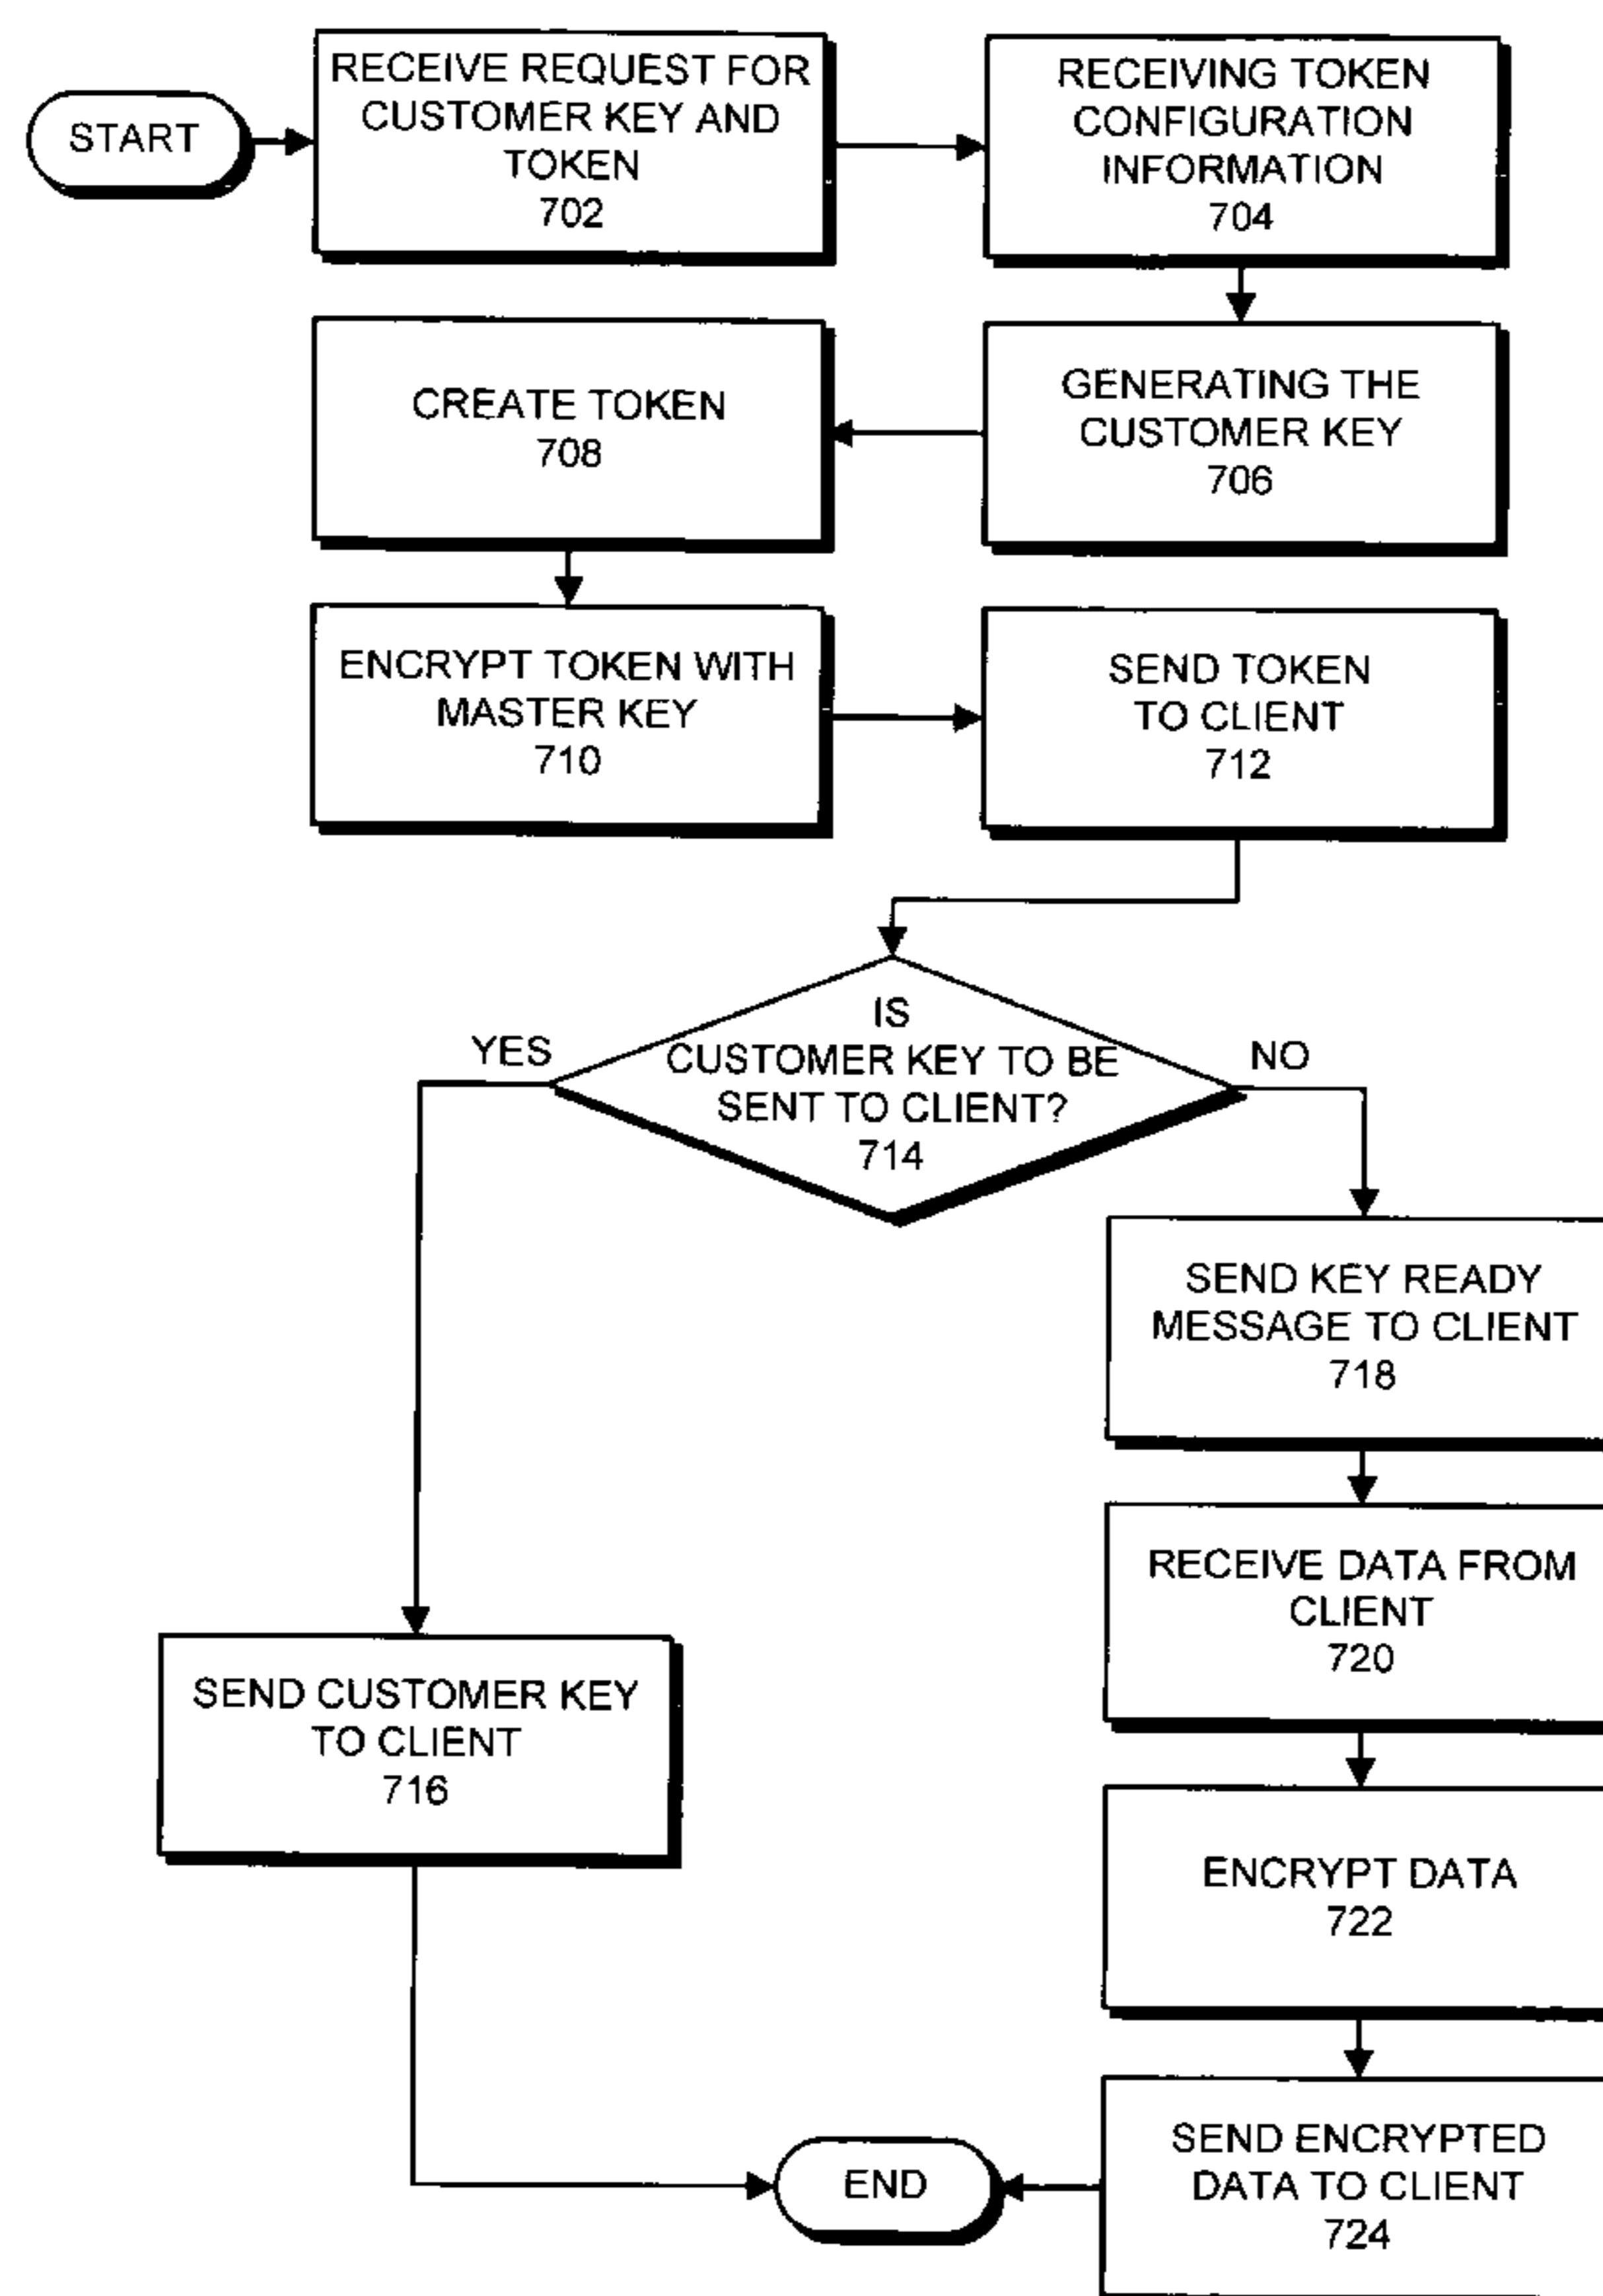 START
RECEIVE REQUEST FOR
CUSTOMER KEY AND
TOKEN
702
RECEIVING TOKEN
CONFIGURATION
INFORMATION
704
GENERATING THE
CUSTOMER KEY
706
CREATE TOKEN
708
ENCRYPT TOKEN WITH
MASTER KEY
710
SEND TOKEN
TO CLIENT
712
IS
CUSTOMER KEY TO BE
SENT TO CLIENT?
714
YES
NO
SEND KEY READY
MESSAGE TO CLIENT
718
RECEIVE DATA FROM
CLIENT
720
SEND CUSTOMER KEY
TO CLIENT
716
ENCRYPT DATA
722
SEND ENCRYPTED
DATA TO CLIENT
724
END